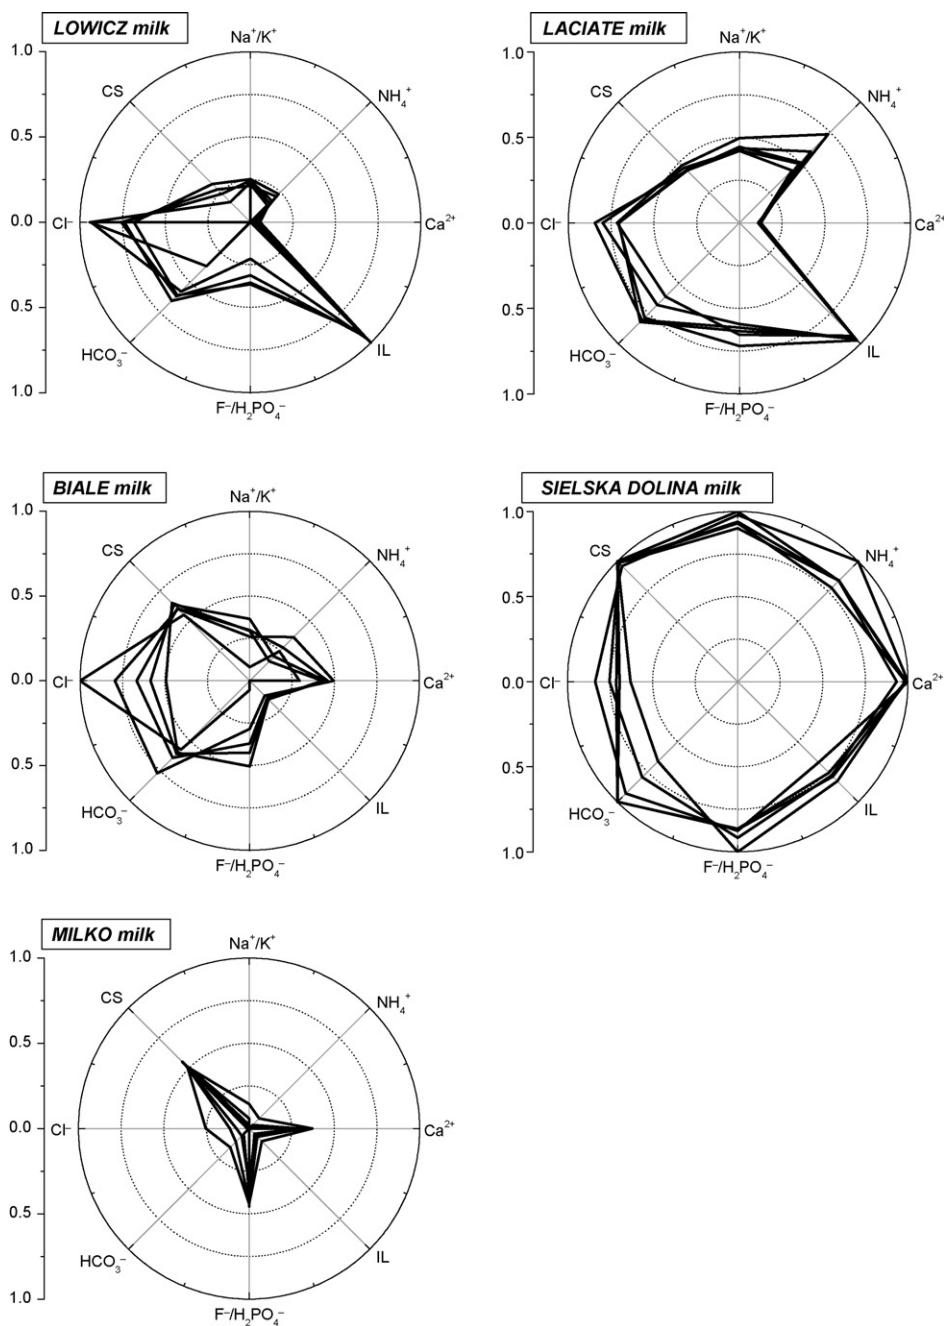 LOWICZ milk
Na⁺/K⁺
NH₄⁺
Ca²⁺
IL
F⁻/H₂PO₄⁻
HCO₃⁻
Cl⁻
CS
1.0
0.5
0.0
0.5
1.0
LACIATE milk
Na⁺/K⁺
NH₄⁺
Ca²⁺
IL
F⁻/H₂PO₄⁻
HCO₃⁻
Cl⁻
CS
1.0
0.5
0.0
0.5
1.0
BIALE milk
Na⁺/K⁺
NH₄⁺
Ca²⁺
IL
F⁻/H₂PO₄⁻
HCO₃⁻
Cl⁻
CS
1.0
0.5
0.0
0.5
1.0
SIELSKA DOLINA milk
NH₄⁺
Ca²⁺
IL
F⁻/H₂PO₄⁻
HCO₃⁻
Cl⁻
CS
1.0
0.5
0.0
0.5
1.0
MILKO milk
Na⁺/K⁺
NH₄⁺
Ca²⁺
IL
F⁻/H₂PO₄⁻
HCO₃⁻
Cl⁻
CS
1.0
0.5
0.0
0.5
1.0